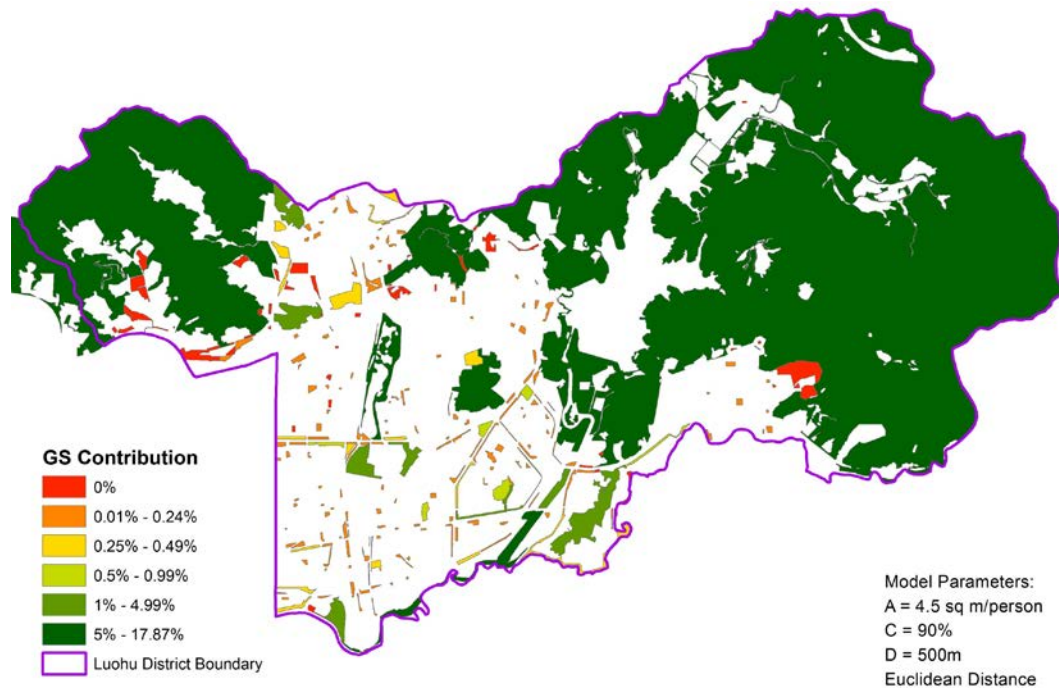 GS Contribution
0%
0.01% - 0.24%
0.25% - 0.49%
0.5% - 0.99%
1% - 4.99%
5% - 17.87%
Luohu District Boundary
Model Parameters:
A = 4.5 sq m/person
C = 90%
D = 500m
Euclidean Distance